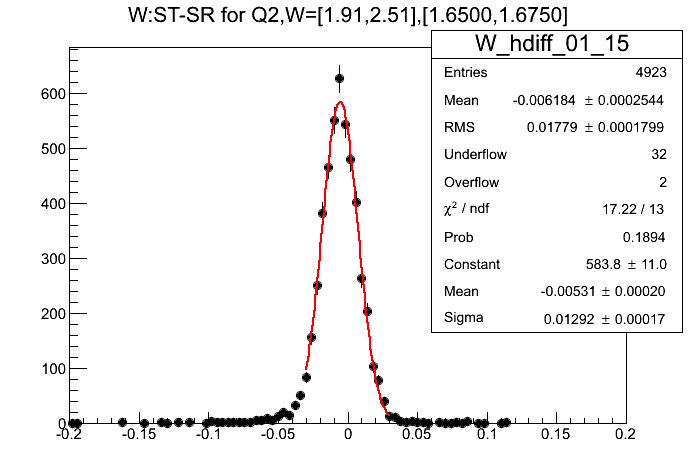 W:ST-SR for Q2,W=[1.91,2.51],[1.6500,1.6750]
W_hdiff_01_15
Entries 4923
Mean -0.006184 ± 0.0002544
RMS 0.01779 ± 0.0001799
Underflow 32
Overflow 2
χ² / ndf 17.22 / 13
Prob 0.1894
Constant 583.8 ± 11.0
Mean -0.00531 ± 0.00020
Sigma 0.01292 ± 0.00017
600
500
400
300
200
100
0
-0.2 -0.15 -0.1 -0.05 0 0.05 0.1 0.15 0.2